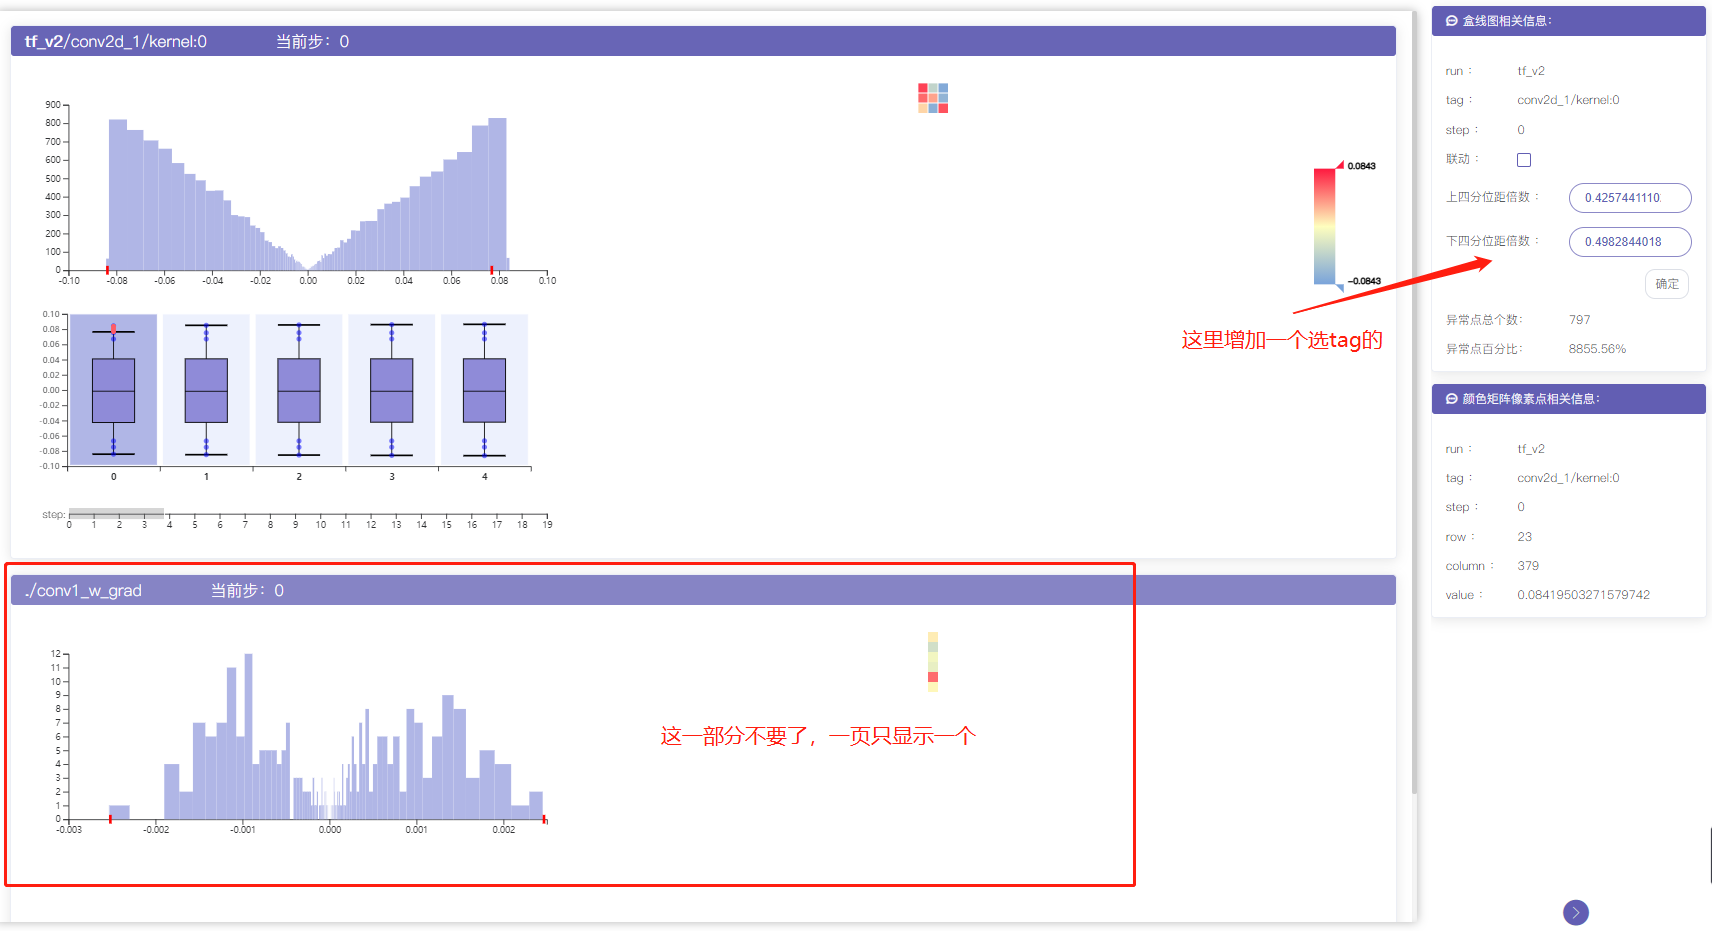 tf_v2/conv2d_1/kernel:0 当前步：0
900
800
700
600
500
400
300
200
100
0
-0.10 -0.08 -0.06 -0.04 -0.02 0.00 0.02 0.04 0.06 0.08 0.10
0.0843
-0.0843
0.10
0.08
0.06
0.04
0.02
0.00
-0.02
-0.04
-0.06
-0.08
-0.10
0 1 2 3 4
step:
0 1 2 3 4 5 6 7 8 9 10 11 12 13 14 15 16 17 18 19
这里增加一个选tag的
./conv1_w_grad 当前步：0
12
11
10
9
8
7
6
5
4
3
2
1
0
-0.003 -0.002 -0.001 0.000 0.001 0.002
这一部分不要了，一页只显示一个
盒线图相关信息：
run： tf_v2
tag： conv2d_1/kernel:0
step： 0
联动：
上四分位距倍数： 0.4257441110
下四分位距倍数： 0.4982844018
确定
异常点总个数： 797
异常点百分比： 8855.56%
颜色矩阵像素点相关信息：
run： tf_v2
tag： conv2d_1/kernel:0
step： 0
row： 23
column： 379
value： 0.08419503271579742